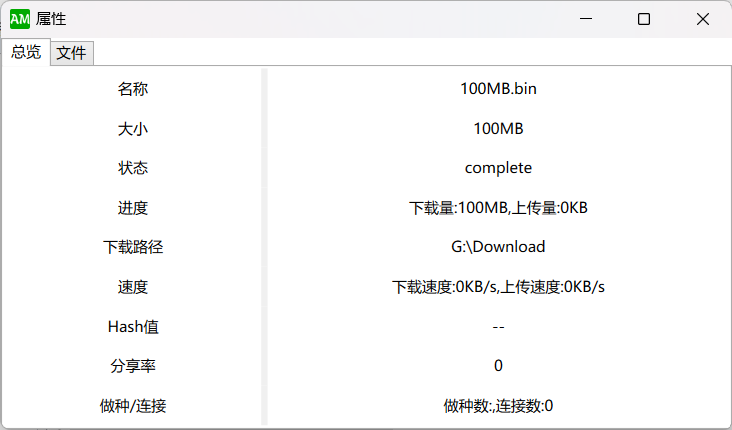 AM 属性
总览 文件
名称 100MB.bin
大小 100MB
状态 complete
进度 下载量:100MB,上传量:0KB
下载路径 G:\Download
速度 下载速度:0KB/s,上传速度:0KB/s
Hash值 --
分享率 0
做种/连接 做种数:,连接数:0